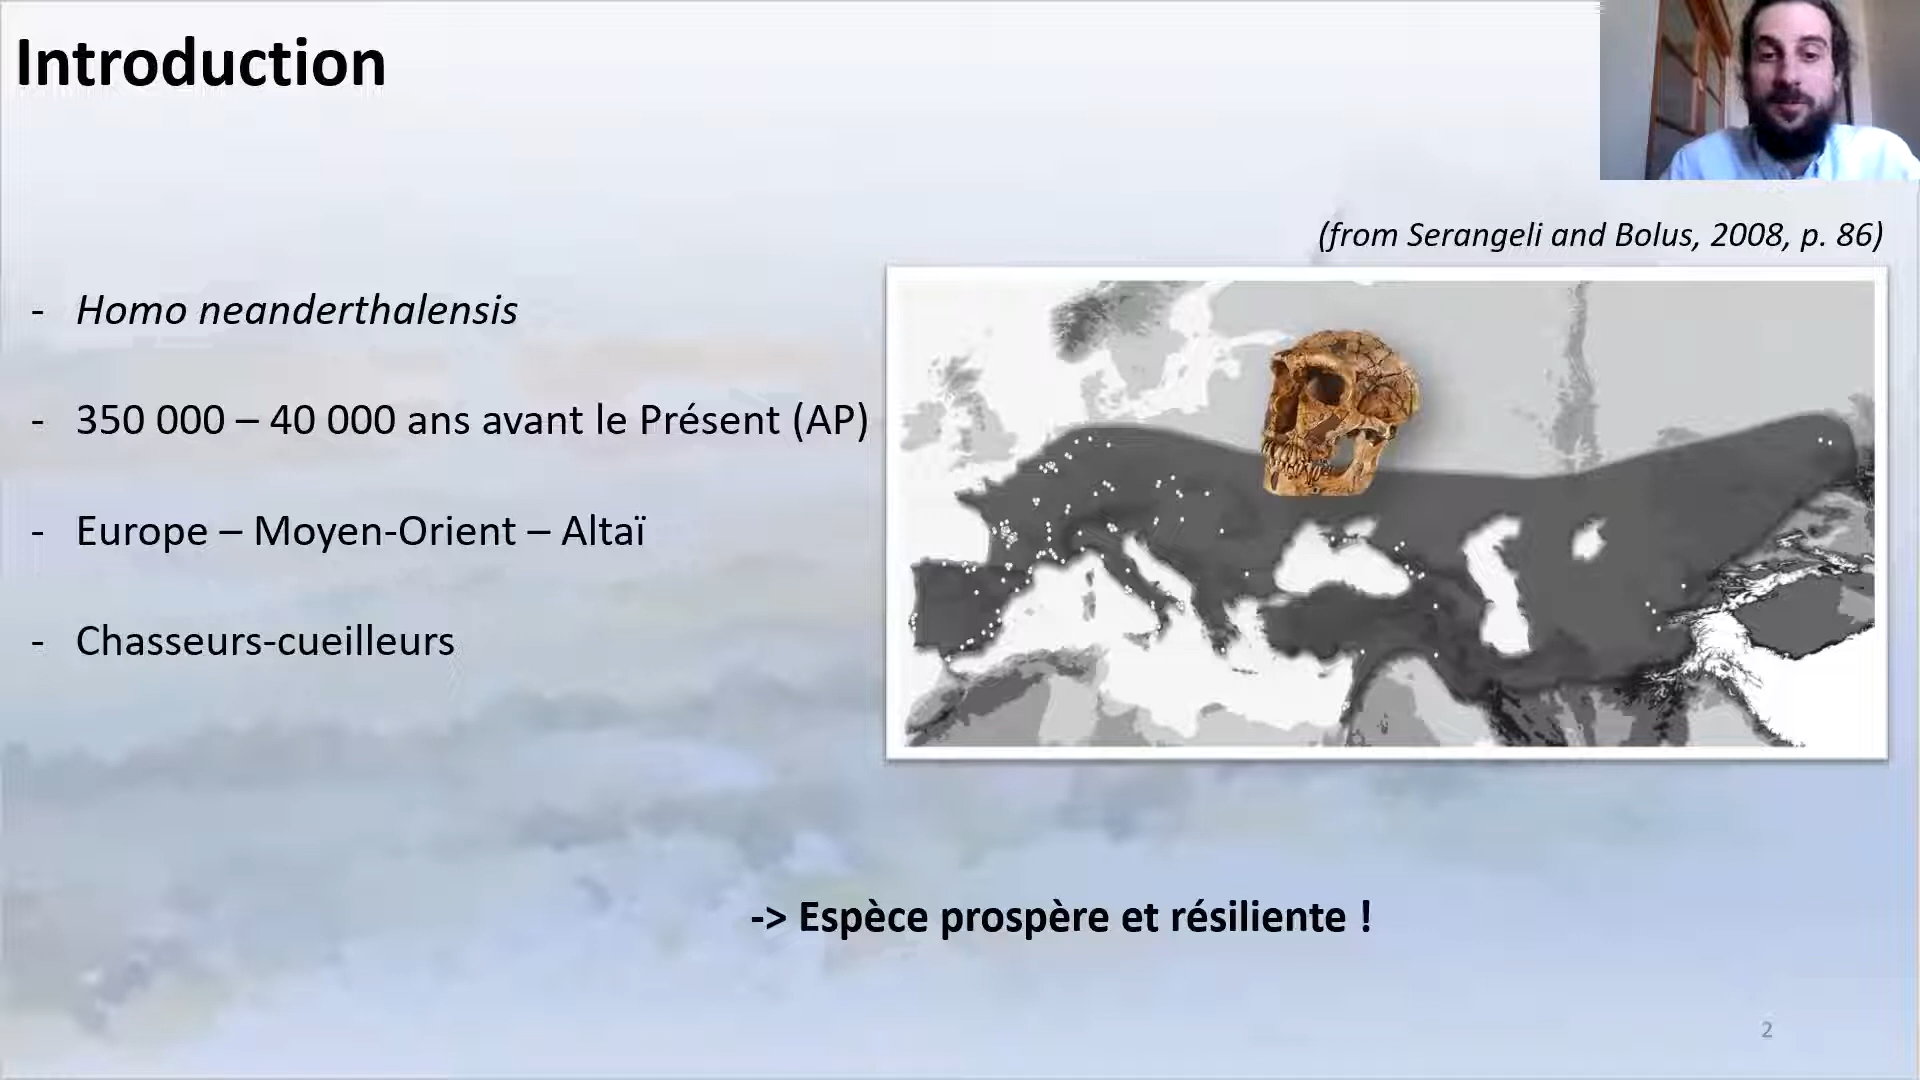 Introduction
(from Serangeli and Bolus, 2008, p. 86)
- Homo neanderthalensis
- 350 000 – 40 000 ans avant le Présent (AP)
- Europe – Moyen-Orient – Altaï
- Chasseurs-cueilleurs
-> Espèce prospère et résiliente !
2